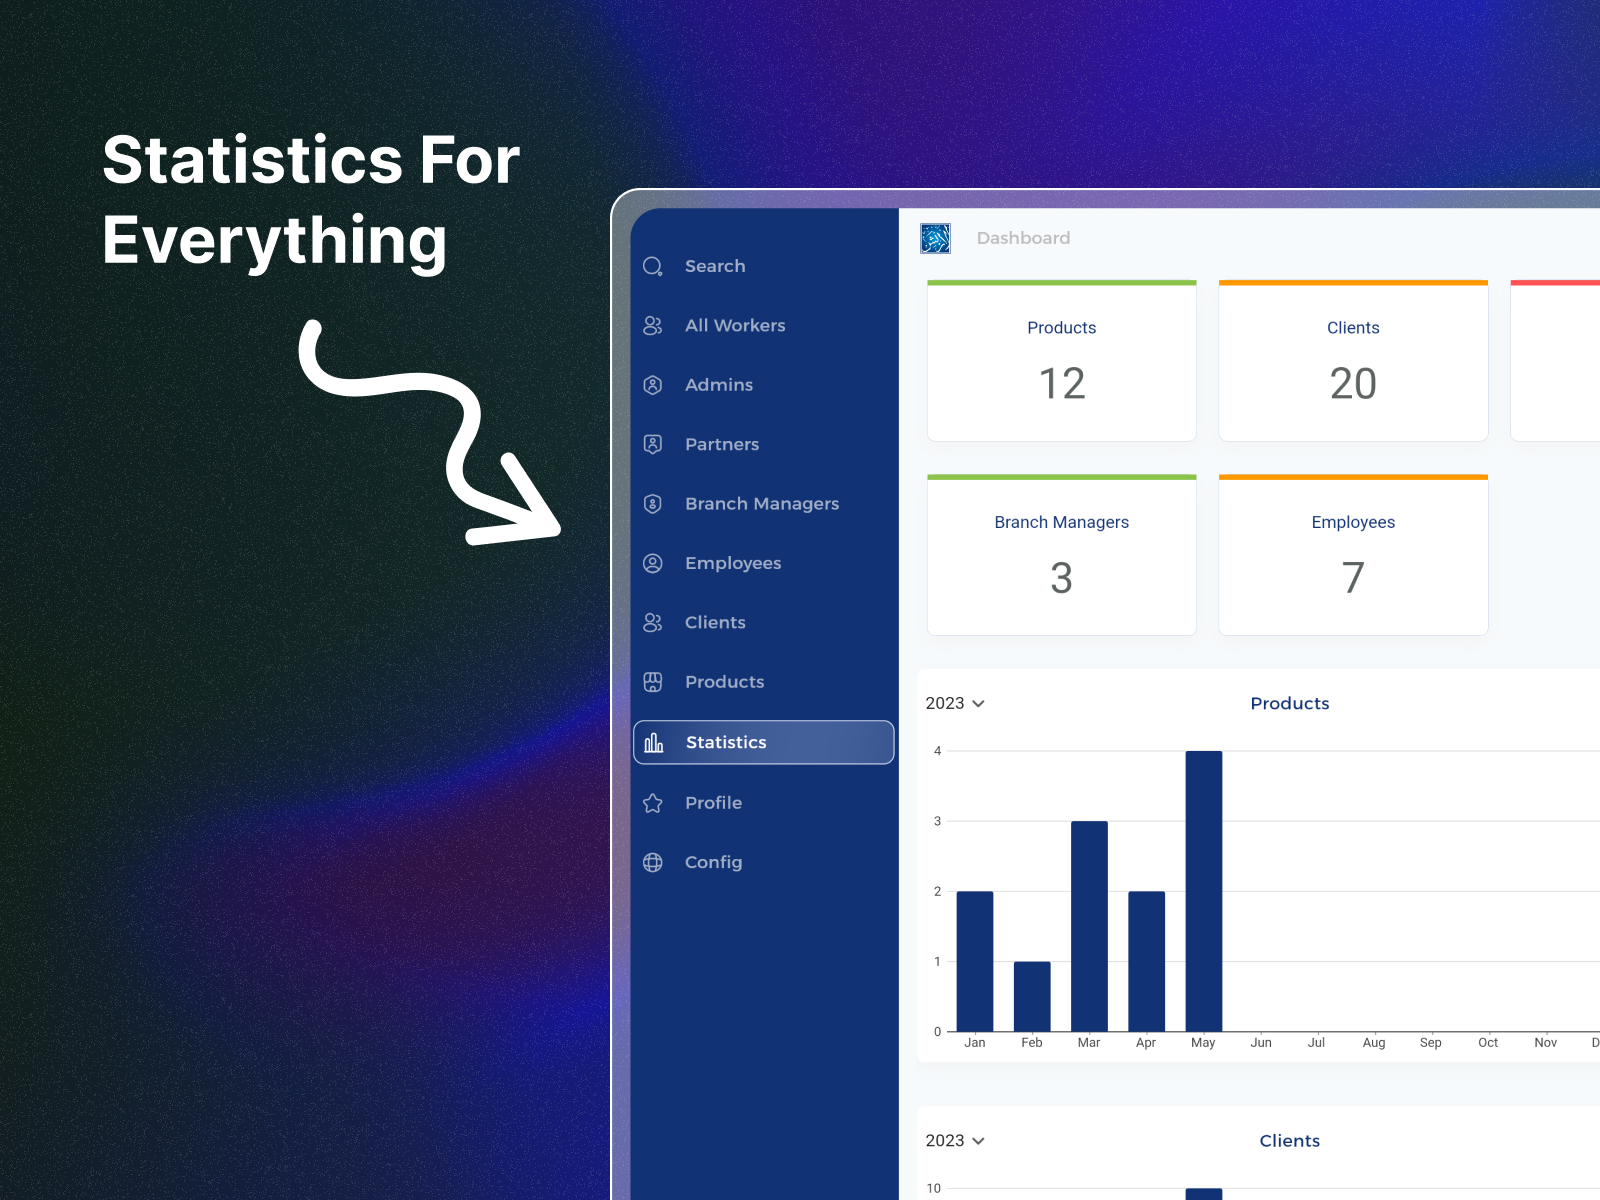 Statistics For
Everything
Search
All Workers
Admins
Partners
Branch Managers
Employees
Clients
Products
Statistics
Profile
Config
Dashboard
Products
12
Clients
20
Branch Managers
3
Employees
7
2023
Products
4
3
2
1
0
Jan Feb Mar Apr May Jun Jul Aug Sep Oct Nov D
2023
Clients
10